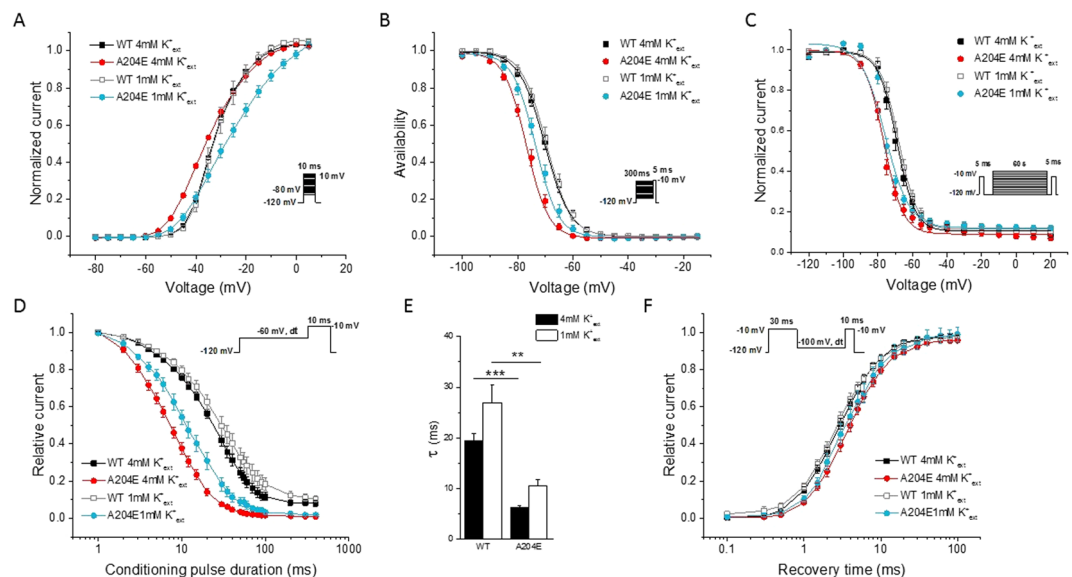 A
Normalized current
1.0
0.8
0.6
0.4
0.2
0.0
WT 4mM K⁺ext
A204E 4mM K⁺ext
WT 1mM K⁺ext
A204E 1mM K⁺ext
10 ms
10 mV
-80 mV
-120 mV
-80 -60 -40 -20 0 20
Voltage (mV)
B
Availability
1.0
0.8
0.6
0.4
0.2
0.0
WT 4mM K⁺ext
A204E 4mM K⁺ext
WT 1mM K⁺ext
A204E 1mM K⁺ext
300ms 5 ms
-10 mV
-120 mV
-100 -80 -60 -40 -20
Voltage (mV)
C
Normalized current
1.0
0.8
0.6
0.4
0.2
0.0
WT 4mM K⁺ext
A204E 4mM K⁺ext
WT 1mM K⁺ext
A204E 1mM K⁺ext
5 ms 60 s 5 ms
-10 mV
-120 mV
-120 -100 -80 -60 -40 -20 0 20
Voltage (mV)
D
Relative current
1.0
0.8
0.6
0.4
0.2
0.0
10 ms
-10 mV
-60 mV, dt
-120 mV
WT 4mM K⁺ext
A204E 4mM K⁺ext
WT 1mM K⁺ext
A204E1mM K⁺ext
1 10 100 1000
Conditioning pulse duration (ms)
E
4mM K⁺ext
1mM K⁺ext
τ (ms)
40
30
20
10
0
**
***
WT A204E
F
Relative current
1.0
0.8
0.6
0.4
0.2
0.0
30 ms 10 ms
-10 mV -10 mV
-100 mV, dt
-120 mV
WT 4mM K⁺ext
A204E 4mM K⁺ext
WT 1mM K⁺ext
A204E1mM K⁺ext
0.1 1 10 100
Recovery time (ms)